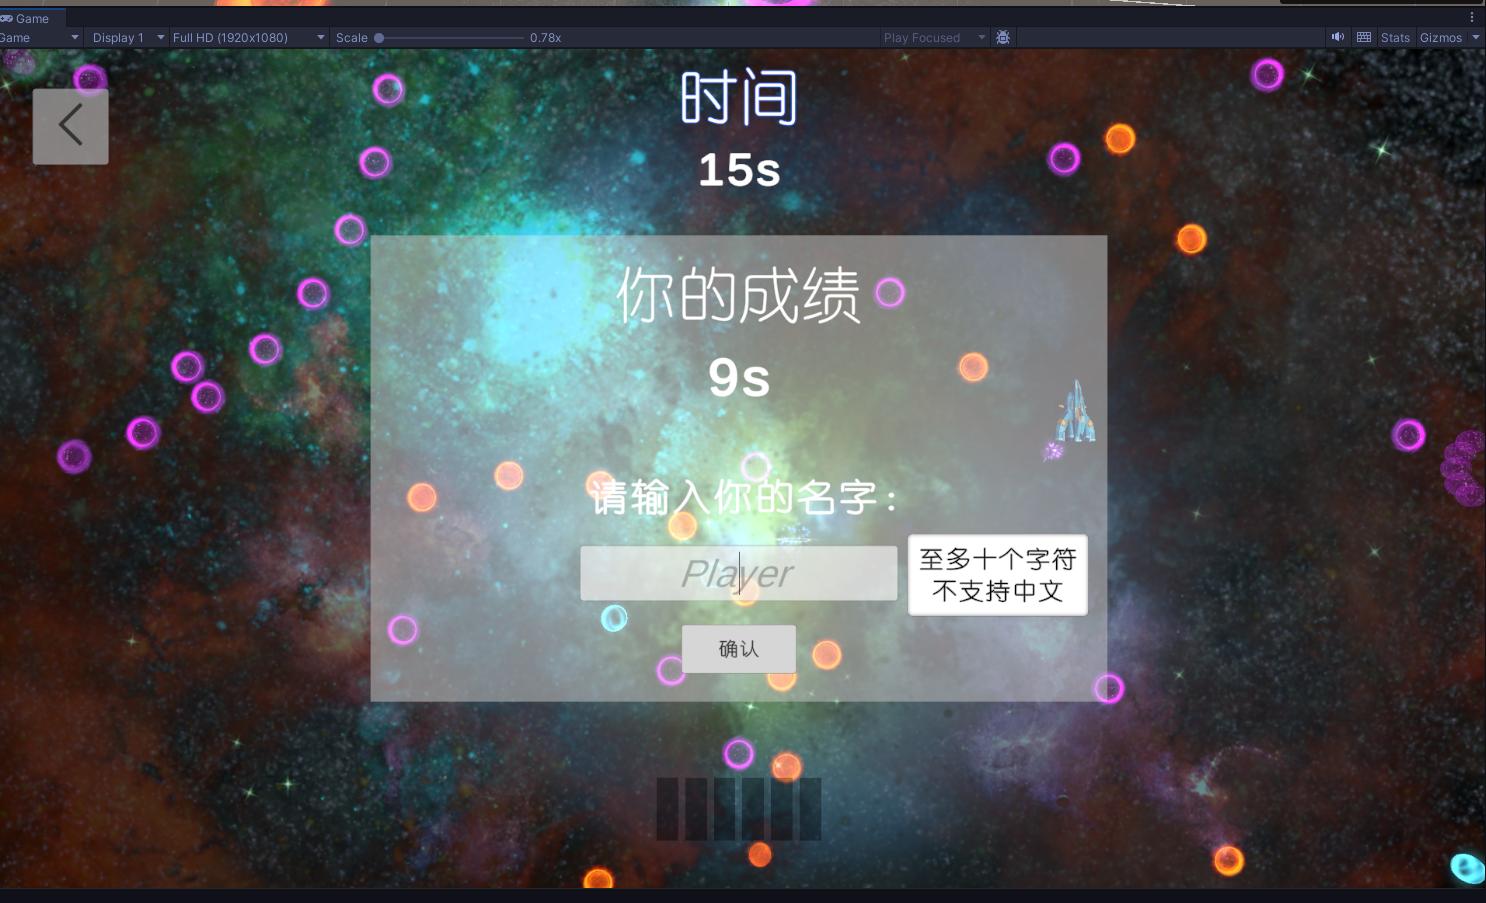 Game
Game
Display 1
Full HD (1920x1080)
Scale
0.78x
Play Focused
Stats
Gizmos
时间
15s
你的成绩
9s
请输入你的名字:
Player
至多十个字符
不支持中文
确认